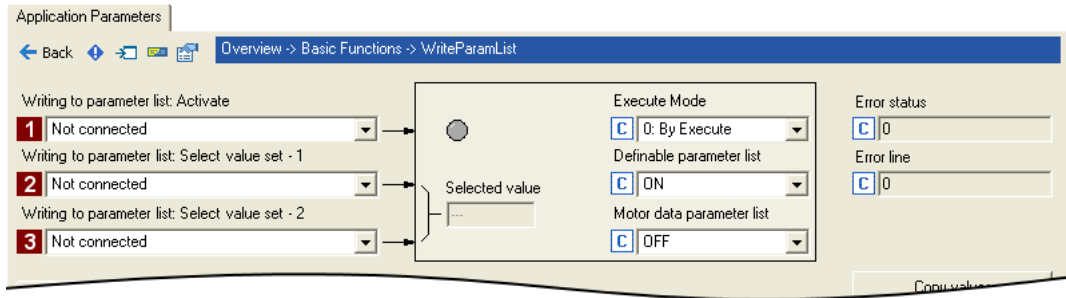 Application Parameters
Back Overview -> Basic Functions -> WriteParamList
Writing to parameter list: Activate Execute Mode Error status
1 Not connected C 0: By Execute C 0
Writing to parameter list: Select value set - 1 Definable parameter list Error line
2 Not connected Selected value C ON C 0
Writing to parameter list: Select value set - 2 --- Motor data parameter list
3 Not connected C OFF
Copy